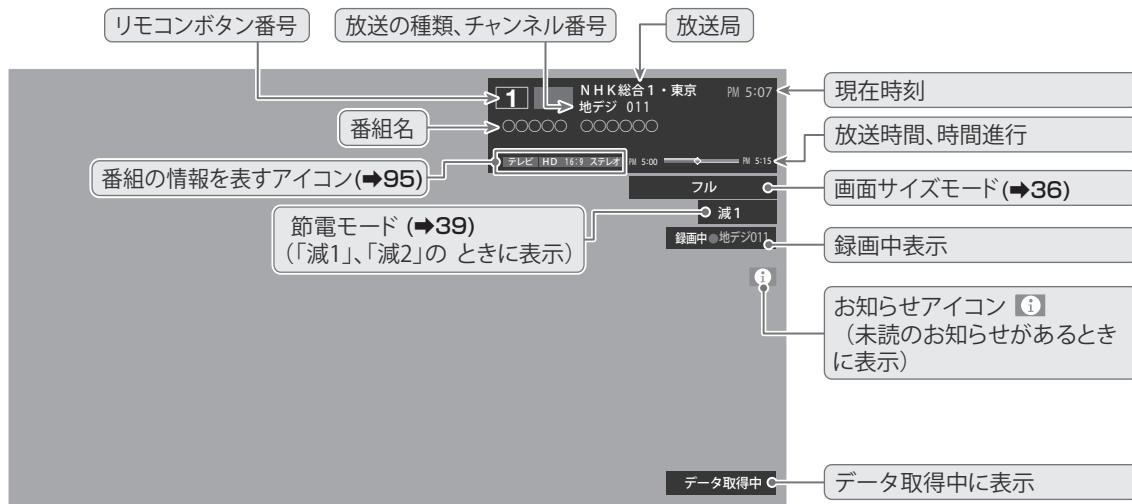 リモコンボタン番号
放送の種類、チャンネル番号
放送局
1
NHK総合1・東京
PM 5:07
現在時刻
地デジ 011
番組名
○○○○○ ○○○○○○
放送時間、時間進行
テレビ HD 16:9 ステレオ PM 5:00 PM 5:15
番組の情報を表すアイコン(➡95)
フル
画面サイズモード(➡36)
節電モード (➡39)
(「減1」、「減2」の ときに表示)
減1
録画中●地デジ011
録画中表示
お知らせアイコン i
(未読のお知らせがあるとき
に表示)
データ取得中
データ取得中に表示